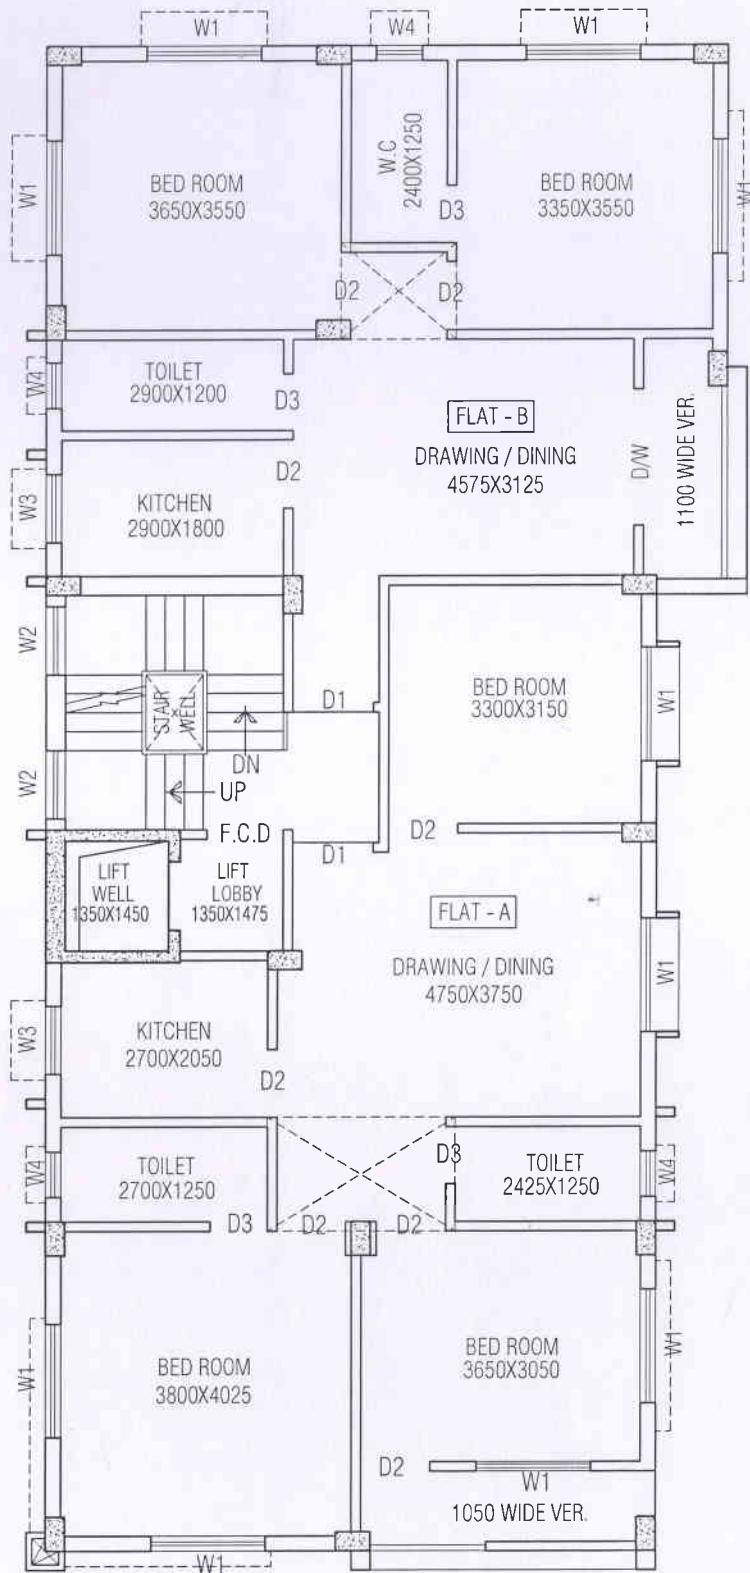 W1
W4
W1
W1
BED ROOM
3650X3550
W.C
2400X1250
BED ROOM
3350X3550
W1
D3
D2
D2
TOILET
2900X1200
W4
D3
FLAT - B
DRAWING / DINING
4575X3125
D/W
1100 WIDE VER.
D2
KITCHEN
2900X1800
W3
W2
STAIR
WELL
BED ROOM
3300X3150
W1
D1
DN
UP
W2
F.C.D
D2
D1
LIFT
WELL
1350X1450
LIFT
LOBBY
1350X1475
FLAT - A
DRAWING / DINING
4750X3750
W1
KITCHEN
2700X2050
W3
D2
TOILET
2700X1250
W4
D3
TOILET
2425X1250
W4
D3
D2
D2
BED ROOM
3800X4025
W1
BED ROOM
3650X3050
W1
D2
W1
1050 WIDE VER.
W1